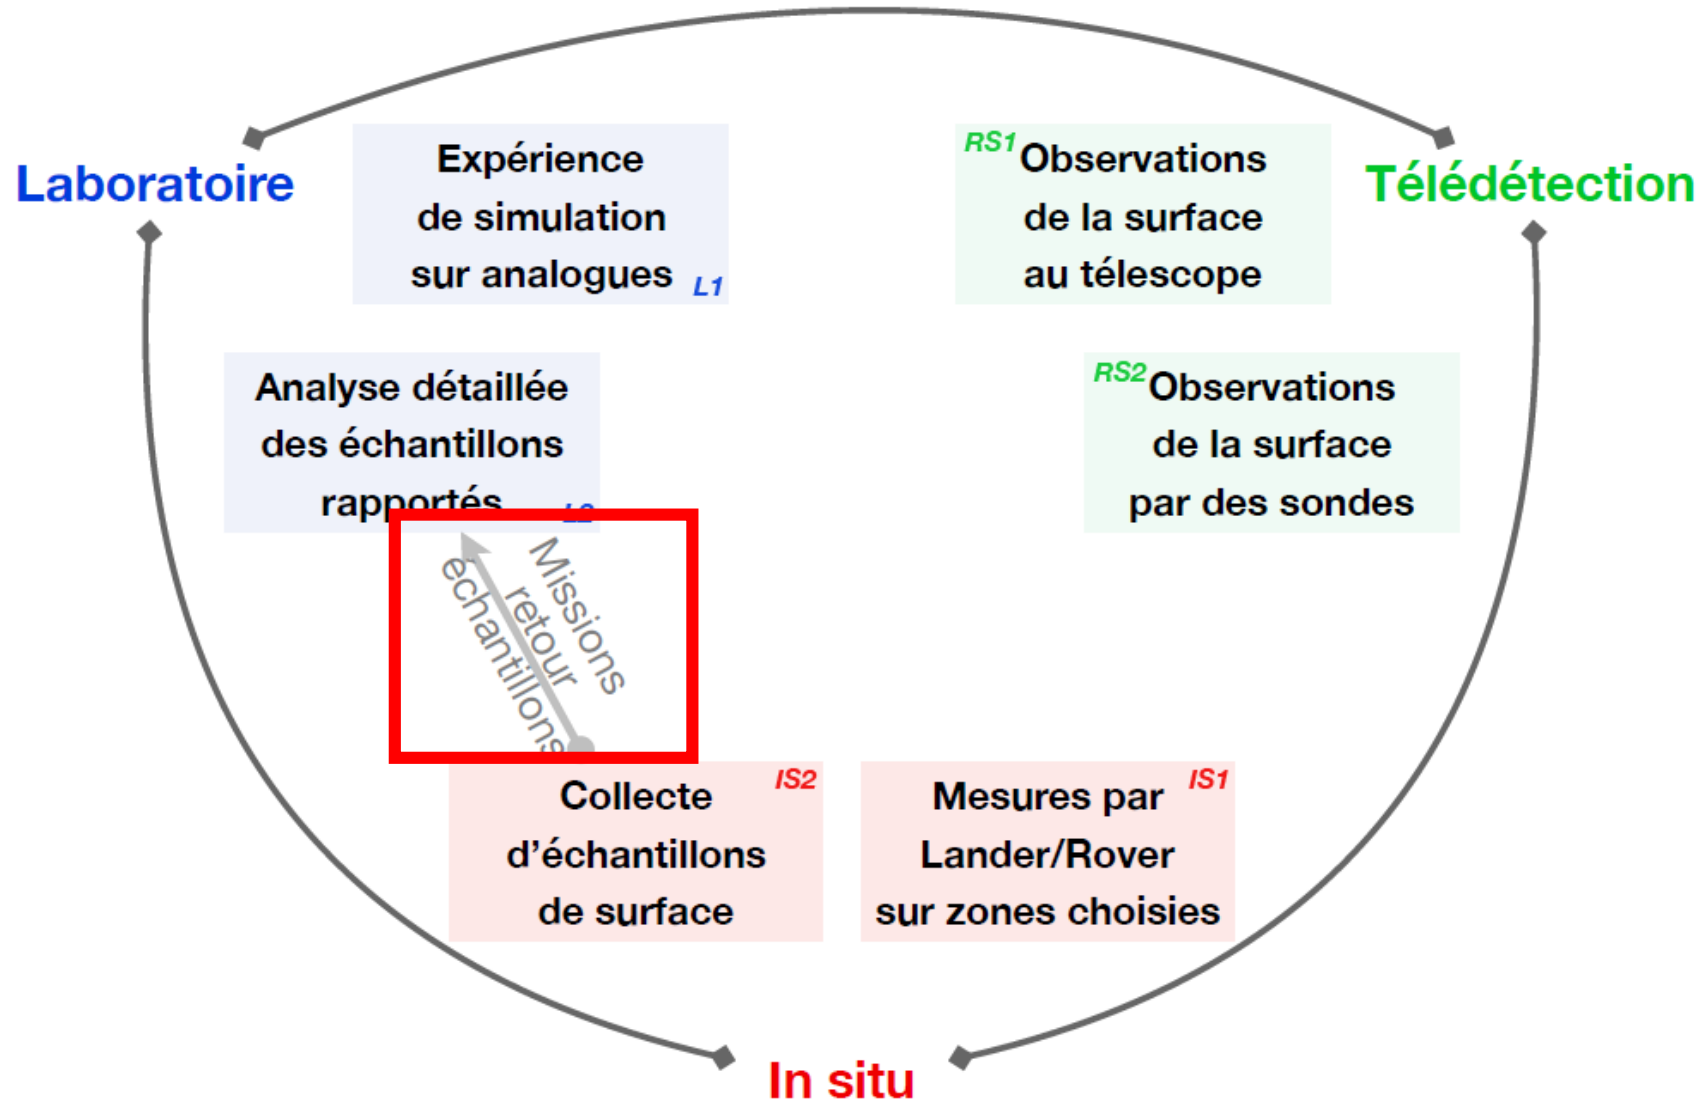 Laboratoire
Expérience
de simulation
sur analogues L1
RS1 Observations
de la surface
au télescope
Télédétection
Analyse détaillée
des échantillons
rapportés L2
RS2 Observations
de la surface
par des sondes
Missions
retour
échantillons
Collecte IS2
d’échantillons
de surface
Mesures par IS1
Lander/Rover
sur zones choisies
In situ